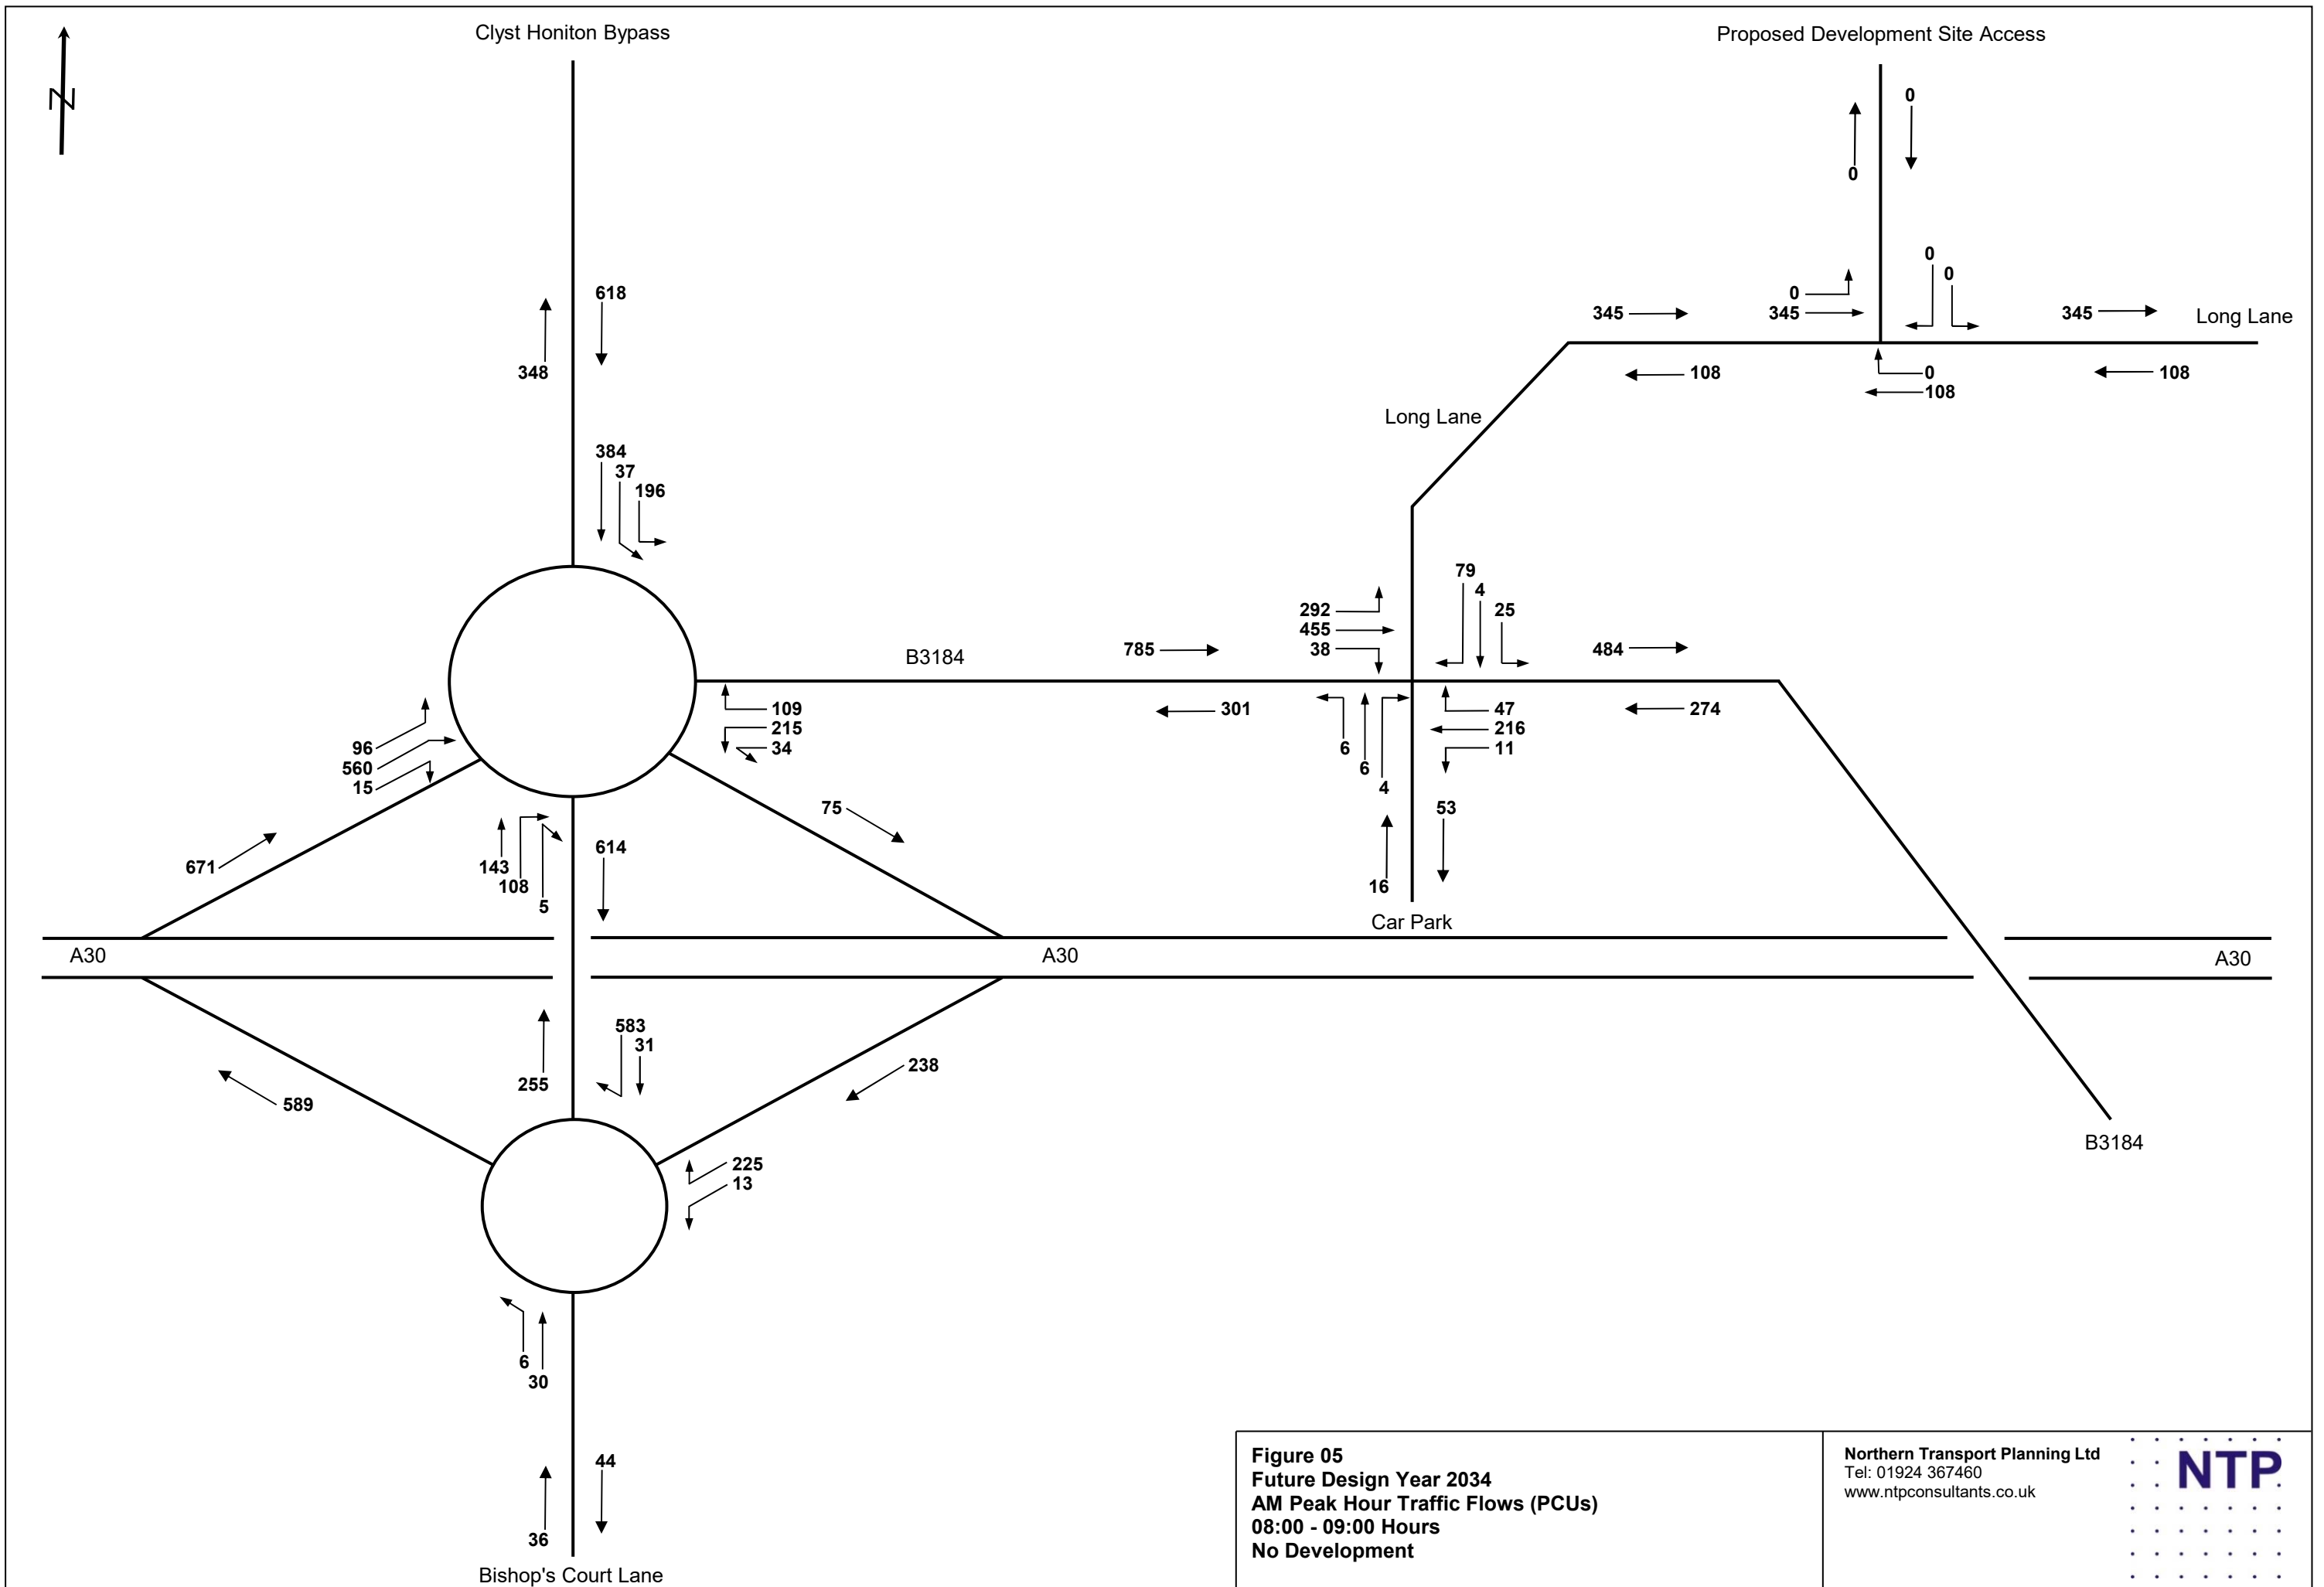 Clyst Honiton Bypass
Proposed Development Site Access
N
0
0
0
0
618
0
345
0
345
345
Long Lane
348
108
0
108
108
Long Lane
384
37
196
79
4
292
25
455
785
38
484
B3184
109
301
47
274
215
216
96
34
6
11
560
6
15
4
75
53
614
671
143
108
16
5
Car Park
A30
A30
A30
583
31
238
255
589
B3184
225
13
6
30
44
36
Bishop's Court Lane
Figure 05
Future Design Year 2034
AM Peak Hour Traffic Flows (PCUs)
08:00 - 09:00 Hours
No Development
Northern Transport Planning Ltd
Tel: 01924 367460
www.ntpconsultants.co.uk
NTP